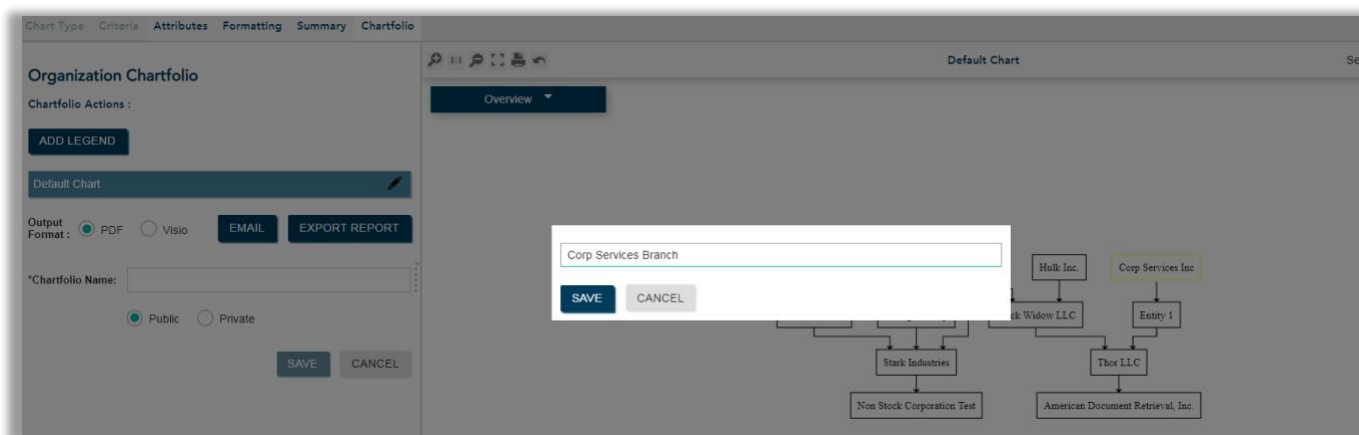 Chart Type Criteria Attributes Formatting Summary Chartfolio
Organization Chartfolio
Chartfolio Actions :
ADD LEGEND
Default Chart
Output Format : PDF Visio EMAIL EXPORT REPORT
*Chartfolio Name:
Public Private
SAVE CANCEL
1:1 Default Chart
Overview
Corp Services Branch
SAVE CANCEL
Hulk Inc. Corp Services Inc
Widow LLC Entity 1
Stark Industries Thor LLC
Non Stock Corporation Test American Document Retrieval, Inc.